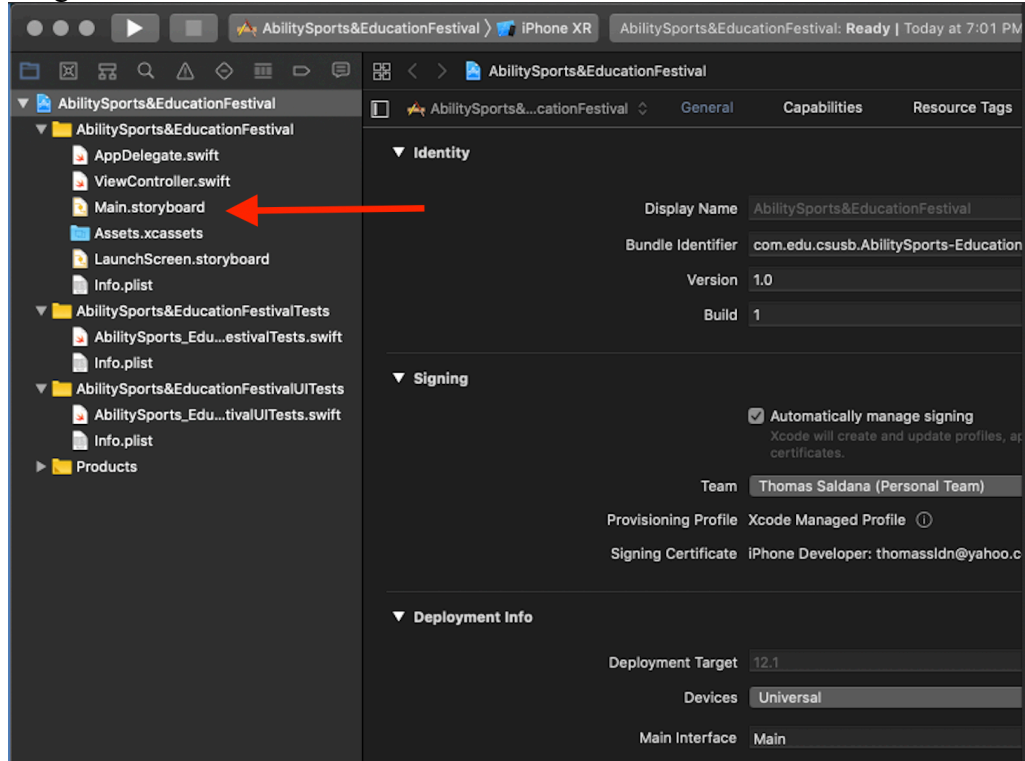 AbilitySports&EducationFestival iPhone XR AbilitySports&EducationFestival: Ready | Today at 7:01 PM
AbilitySports&EducationFestival
AbilitySports&EducationFestival
AbilitySports&...cationFestival General Capabilities Resource Tags
AbilitySports&EducationFestival
AppDelegate.swift
ViewController.swift
Main.storyboard
Assets.xcassets
LaunchScreen.storyboard
Info.plist
AbilitySports&EducationFestivalTests
AbilitySports_Edu...estivalTests.swift
Info.plist
AbilitySports&EducationFestivalUITests
AbilitySports_Edu...tivalUITests.swift
Info.plist
Products
Identity
Display Name AbilitySports&EducationFestival
Bundle Identifier com.edu.csusb.AbilitySports-Education
Version 1.0
Build 1
Signing
Automatically manage signing
Xcode will create and update profiles, ap
certificates.
Team Thomas Saldana (Personal Team)
Provisioning Profile Xcode Managed Profile
Signing Certificate iPhone Developer: thomassldn@yahoo.c
Deployment Info
Deployment Target 12.1
Devices Universal
Main Interface Main